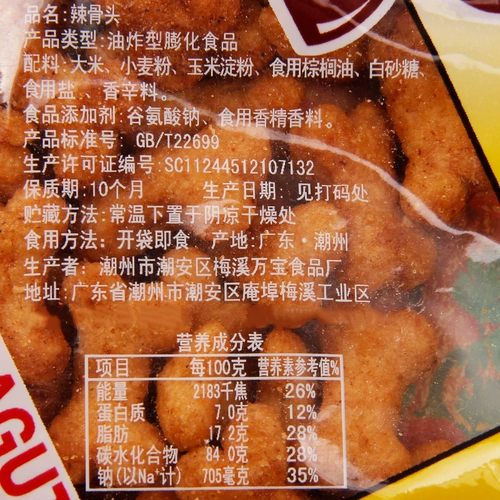 品名:辣骨头
产品类型:油炸型膨化食品
配料:大米、小麦粉、玉米淀粉、食用棕榈油、白砂糖、
食用盐、、香辛料。
食品添加剂:谷氨酸钠、食用香精香料。
产品标准号: GB/T22699
生产许可证编号:SC11244512107132
保质期:10个月 生产日期: 见打码处
贮藏方法:常温下置于阴凉干燥处
食用方法: 开袋即食、产地:广东·潮州
生产者: 潮州市潮安区梅溪万宝食品厂
地址:广东省潮州市潮安区庵埠梅溪工业区
营养成分表
项目 每100克 营养素参考值%
能量 2183千焦 26%
蛋白质 7.0克 12%
脂肪 17.2克 28%
碳水化合物 84.0克 28%
钠(以Na⁺计) 705毫克 35%
AGUT